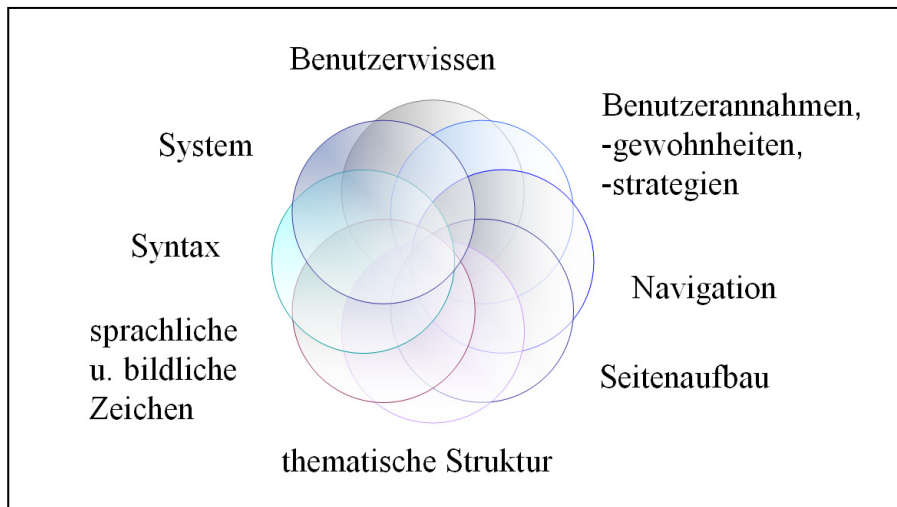 Benutzerwissen
Benutzerannahmen,
-gewohnheiten,
-strategien
System
Syntax
Navigation
sprachliche
u. bildliche
Zeichen
Seitenaufbau
thematische Struktur